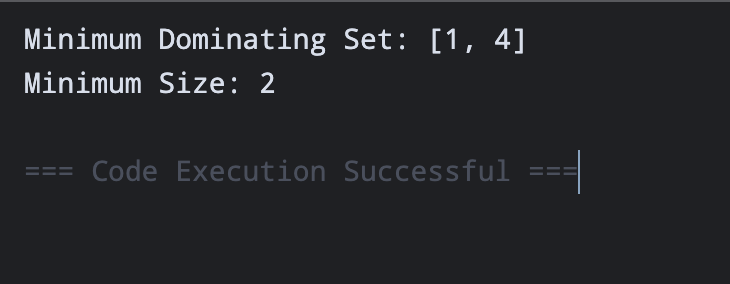 Minimum Dominating Set: [1, 4]
Minimum Size: 2
=== Code Execution Successful ===